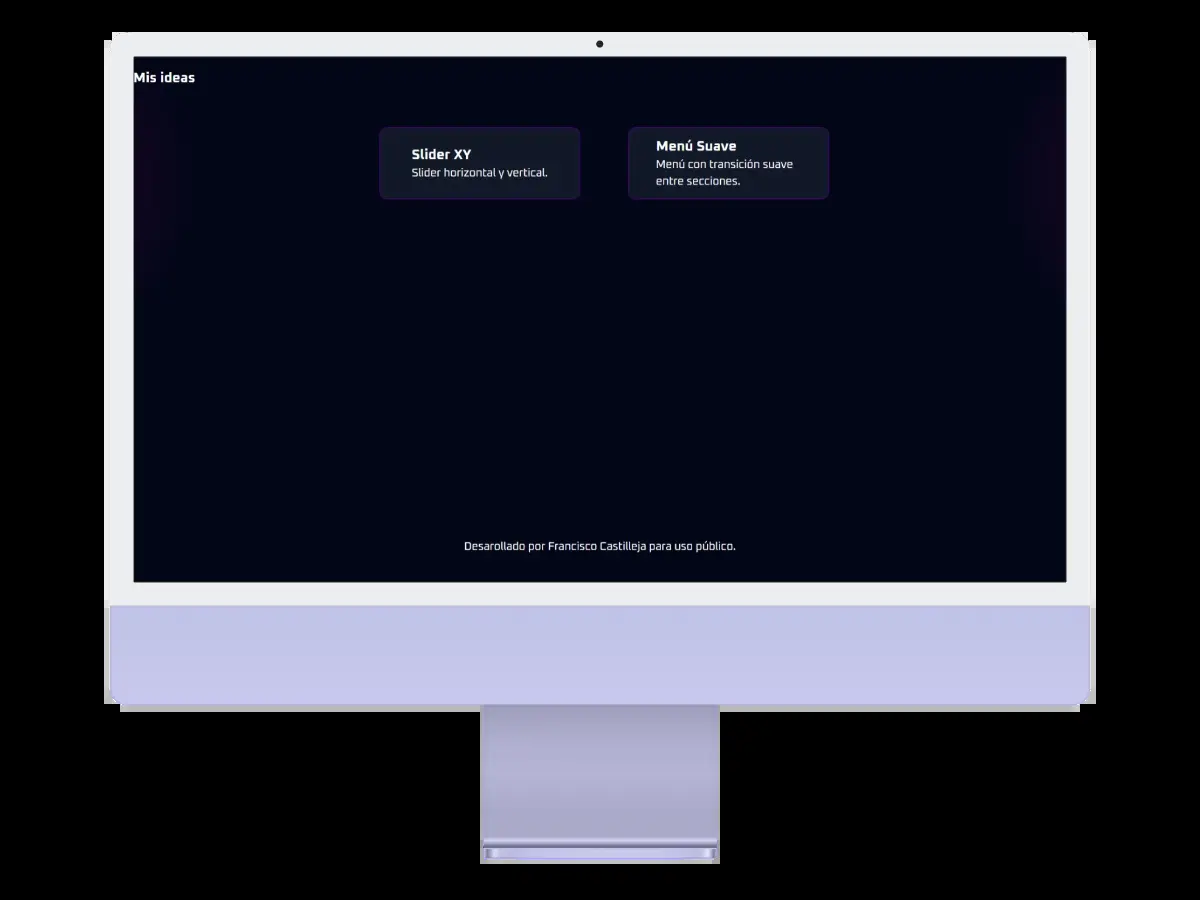 Mis ideas
Slider XY
Slider horizontal y vertical.
Menú Suave
Menú con transición suave
entre secciones.
Desarollado por Francisco Castilleja para uso público.